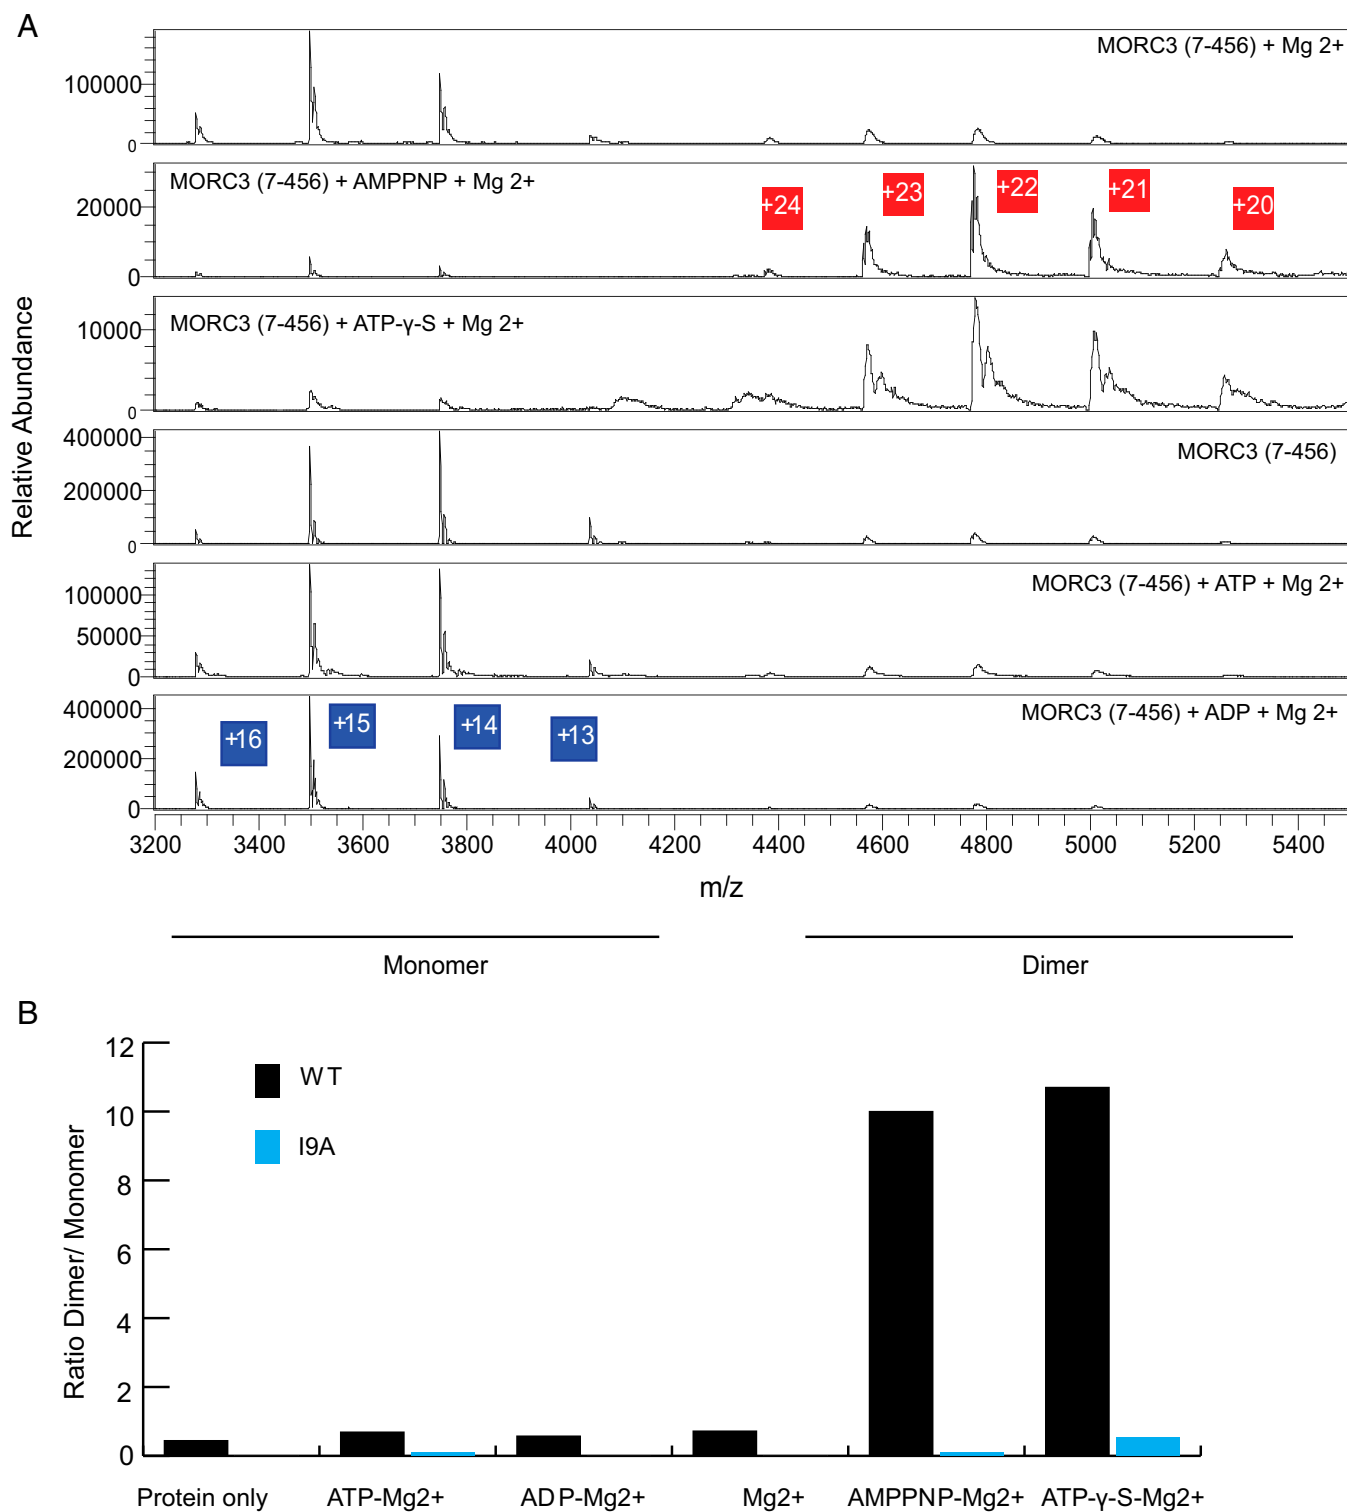 A
MORC3 (7-456) + Mg 2+
100000
0
MORC3 (7-456) + AMPPNP + Mg 2+
+24 +23 +22 +21 +20
20000
0
MORC3 (7-456) + ATP-γ-S + Mg 2+
10000
0
Relative Abundance
MORC3 (7-456)
400000
200000
0
MORC3 (7-456) + ATP + Mg 2+
100000
50000
0
MORC3 (7-456) + ADP + Mg 2+
400000
200000
0
+16 +15 +14 +13
3200 3400 3600 3800 4000 4200 4400 4600 4800 5000 5200 5400
m/z
Monomer Dimer
B
Ratio Dimer/ Monomer
12
10
8
6
4
2
0
WT
I9A
Protein only ATP-Mg2+ ADP-Mg2+ Mg2+ AMPPNP-Mg2+ ATP-γ-S-Mg2+